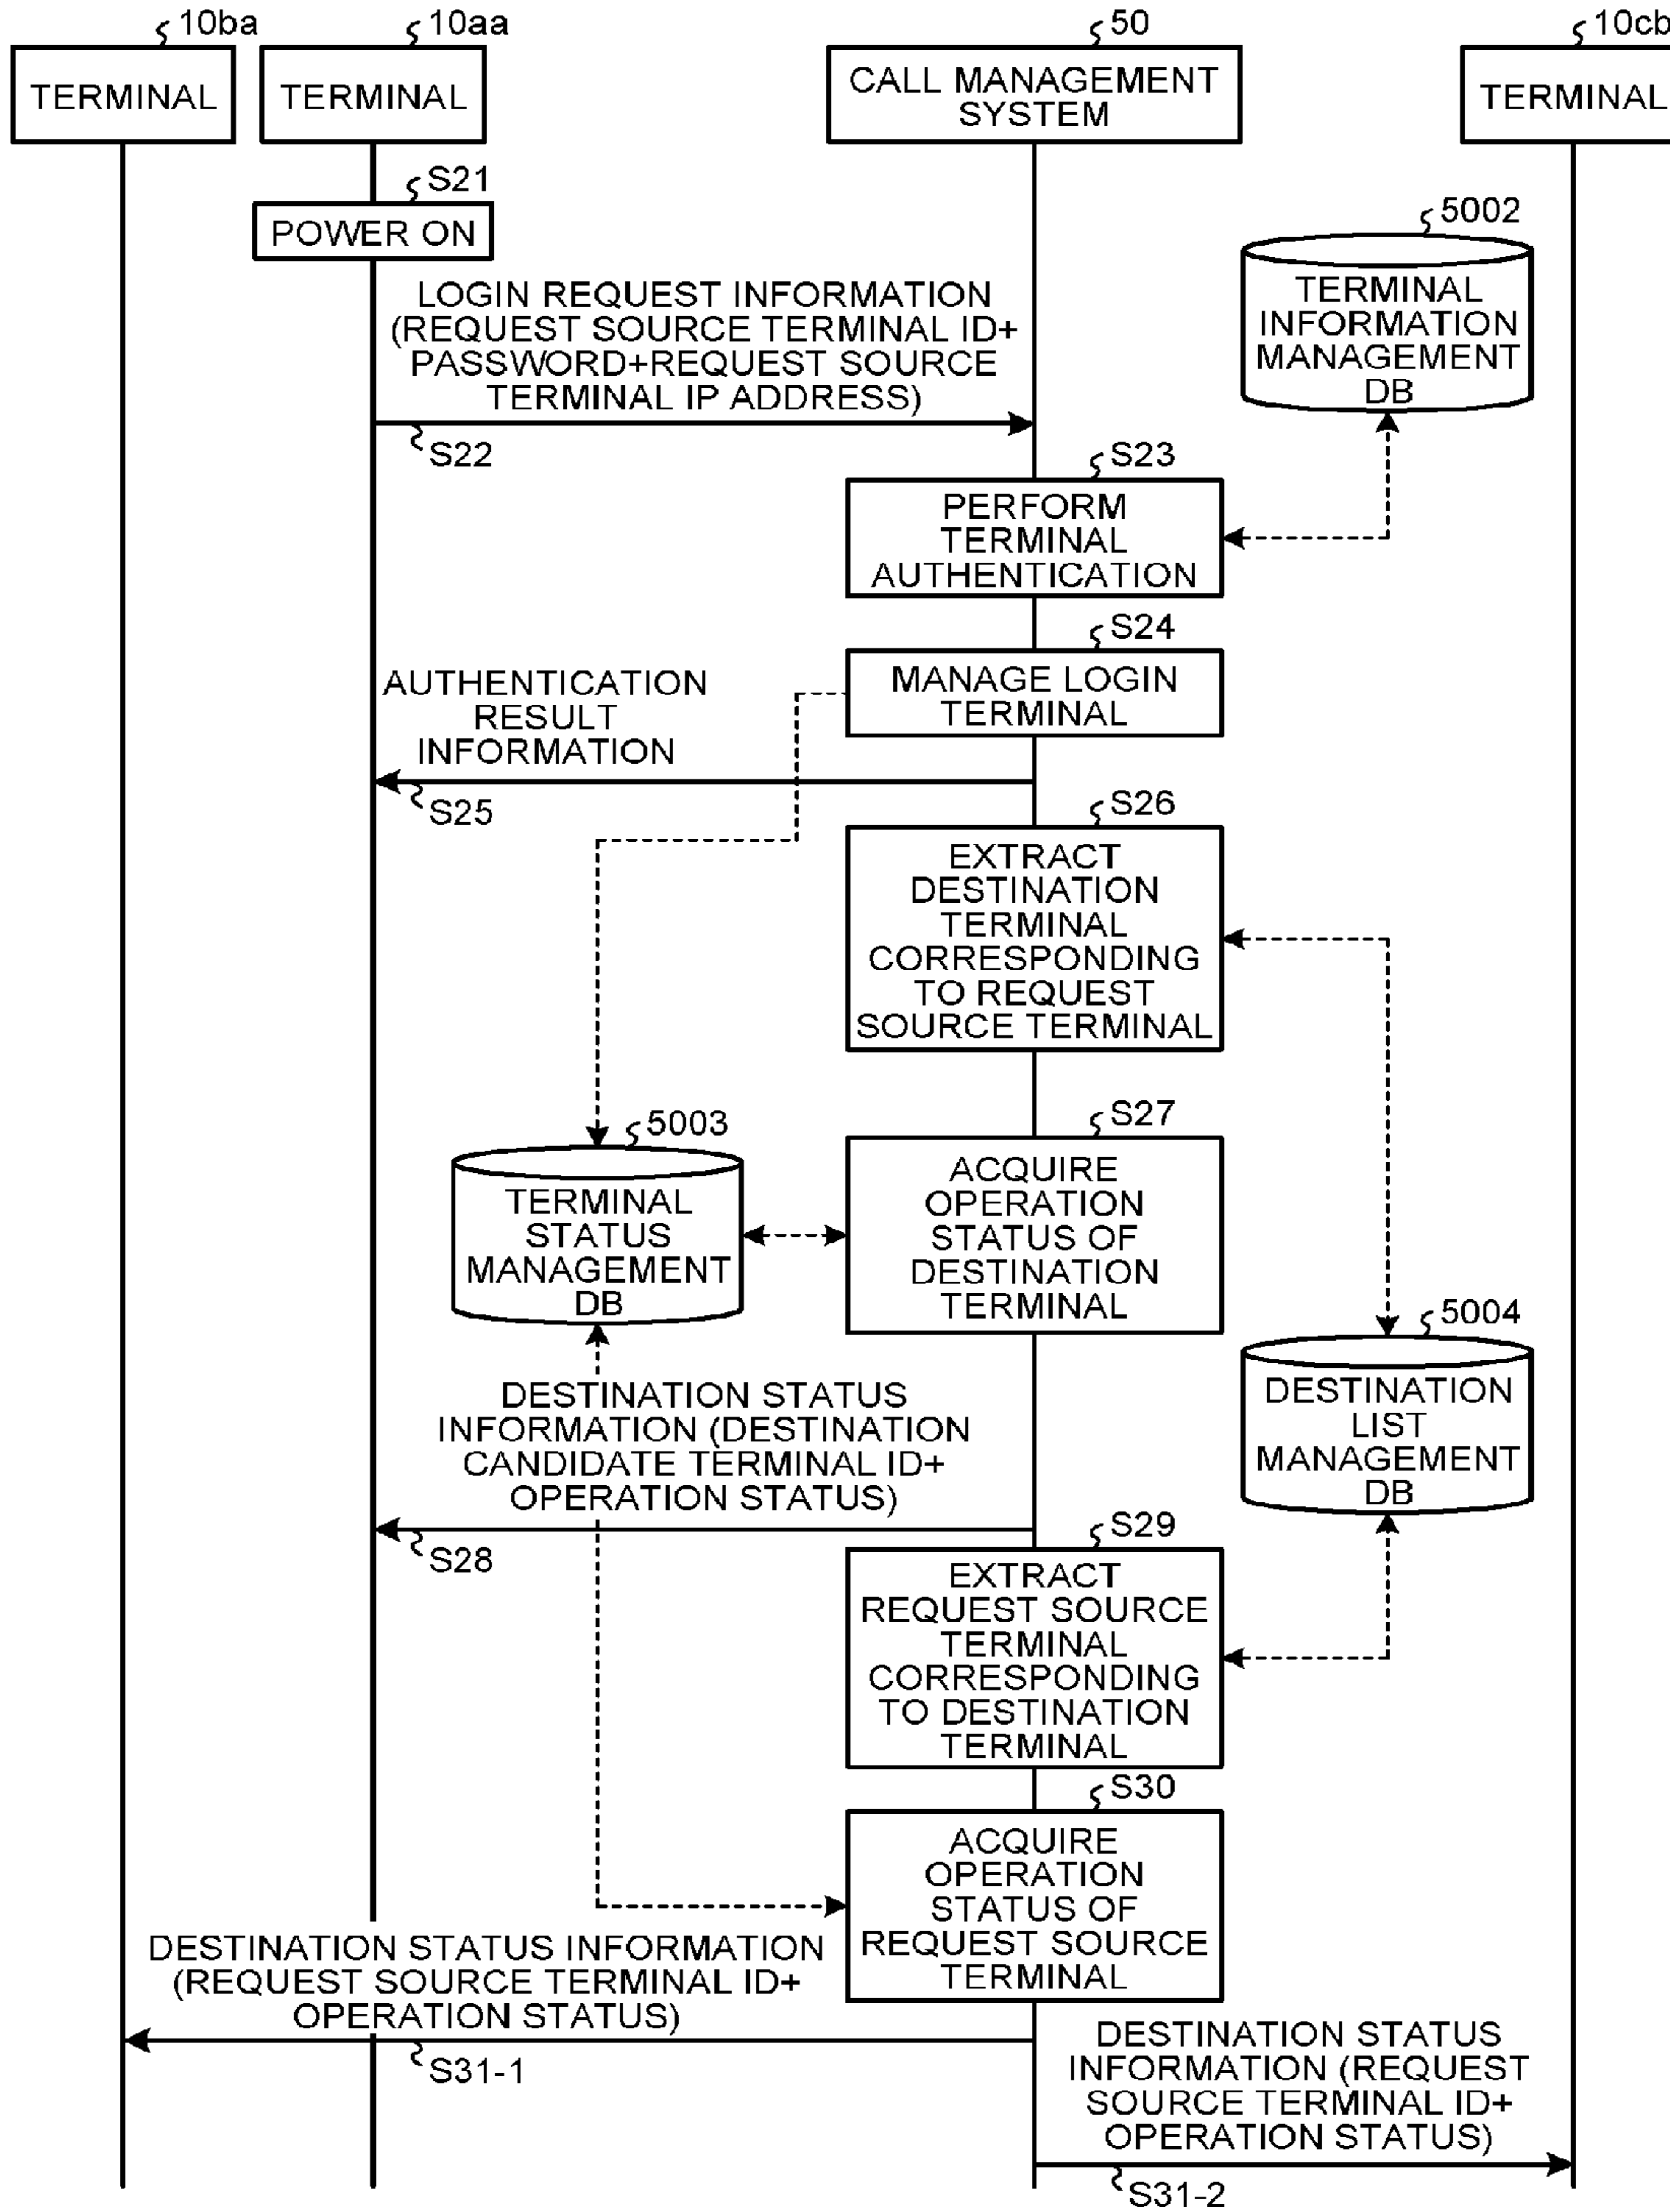 10ba
10aa
50
10cb
TERMINAL
TERMINAL
CALL MANAGEMENT
SYSTEM
TERMINAL
S21
POWER ON
5002
TERMINAL
INFORMATION
MANAGEMENT
DB
LOGIN REQUEST INFORMATION
(REQUEST SOURCE TERMINAL ID+
PASSWORD+REQUEST SOURCE
TERMINAL IP ADDRESS)
S22
S23
PERFORM
TERMINAL
AUTHENTICATION
S24
MANAGE LOGIN
TERMINAL
AUTHENTICATION
RESULT
INFORMATION
S25
S26
EXTRACT
DESTINATION
TERMINAL
CORRESPONDING
TO REQUEST
SOURCE TERMINAL
5003
TERMINAL
STATUS
MANAGEMENT
DB
S27
ACQUIRE
OPERATION
STATUS OF
DESTINATION
TERMINAL
5004
DESTINATION
LIST
MANAGEMENT
DB
DESTINATION STATUS
INFORMATION (DESTINATION
CANDIDATE TERMINAL ID+
OPERATION STATUS)
S28
S29
EXTRACT
REQUEST SOURCE
TERMINAL
CORRESPONDING
TO DESTINATION
TERMINAL
S30
ACQUIRE
OPERATION
STATUS OF
REQUEST SOURCE
TERMINAL
DESTINATION STATUS INFORMATION
(REQUEST SOURCE TERMINAL ID+
OPERATION STATUS)
S31-1
DESTINATION STATUS
INFORMATION (REQUEST
SOURCE TERMINAL ID+
OPERATION STATUS)
S31-2